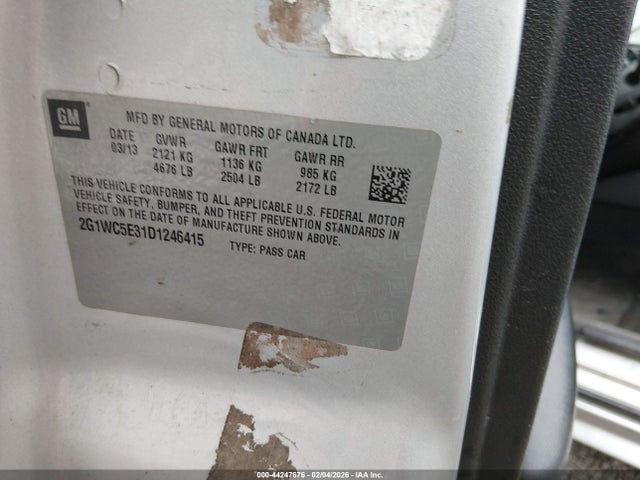 GM
MFD BY GENERAL MOTORS OF CANADA LTD.
DATE GVWR GAWR FRT GAWR RR
03/13 2121 KG 1136 KG 985 KG
4676 LB 2504 LB 2172 LB
THIS VEHICLE CONFORMS TO ALL APPLICABLE U.S. FEDERAL MOTOR
VEHICLE SAFETY, BUMPER, AND THEFT PREVENTION STANDARDS IN
EFFECT ON THE DATE OF MANUFACTURE SHOWN ABOVE.
2G1WC5E31D1246415 TYPE: PASS CAR
000-44247676 - 02/04/2026 - IAA Inc.